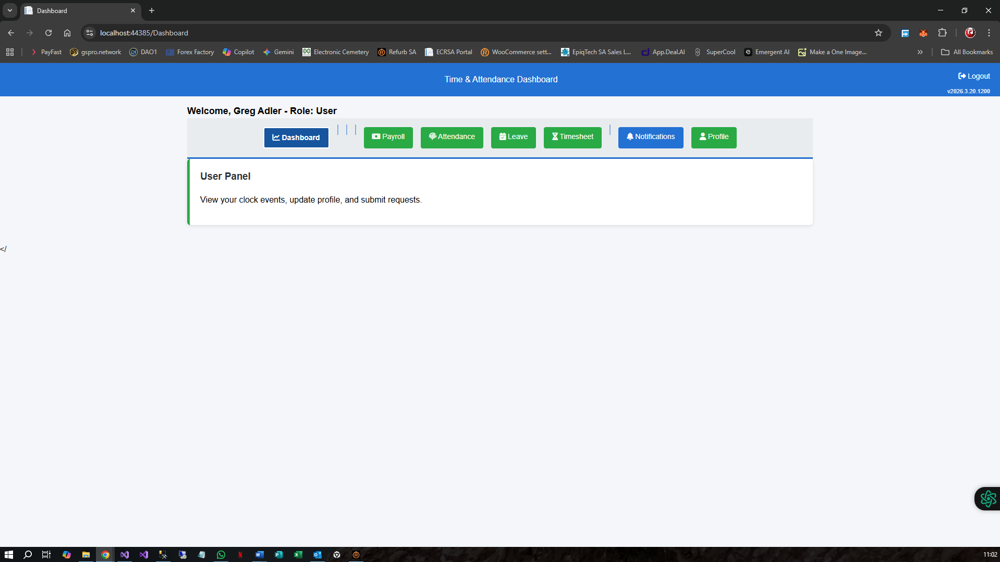 Dashboard
localhost:44385/Dashboard
PayFast
gspro.network
DAO1
Forex Factory
Copilot
Gemini
Electronic Cemetery
Refurb SA
ECRSA Portal
WooCommerce sett...
EpiqTech SA Sales L...
App.Deal.AI
SuperCool
Emergent AI
Make a One Image...
All Bookmarks
Time & Attendance Dashboard
Logout
v2026.3.20.1200
Welcome, Greg Adler - Role: User
Dashboard
Payroll
Attendance
Leave
Timesheet
Notifications
Profile
User Panel
View your clock events, update profile, and submit requests.
</
11:02